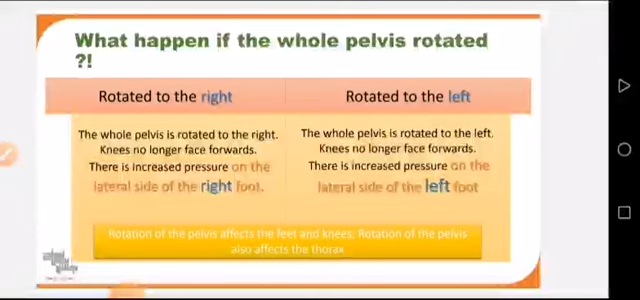 What happen if the whole pelvis rotated
?!
Rotated to the right
Rotated to the left
The whole pelvis is rotated to the right.
Knees no longer face forwards.
There is increased pressure on the
lateral side of the right foot.
The whole pelvis is rotated to the left.
Knees no longer face forwards.
There is increased pressure on the
lateral side of the left foot
Rotation of the pelvis affects the feet and knees. Rotation of the pelvis
also affects the thorax